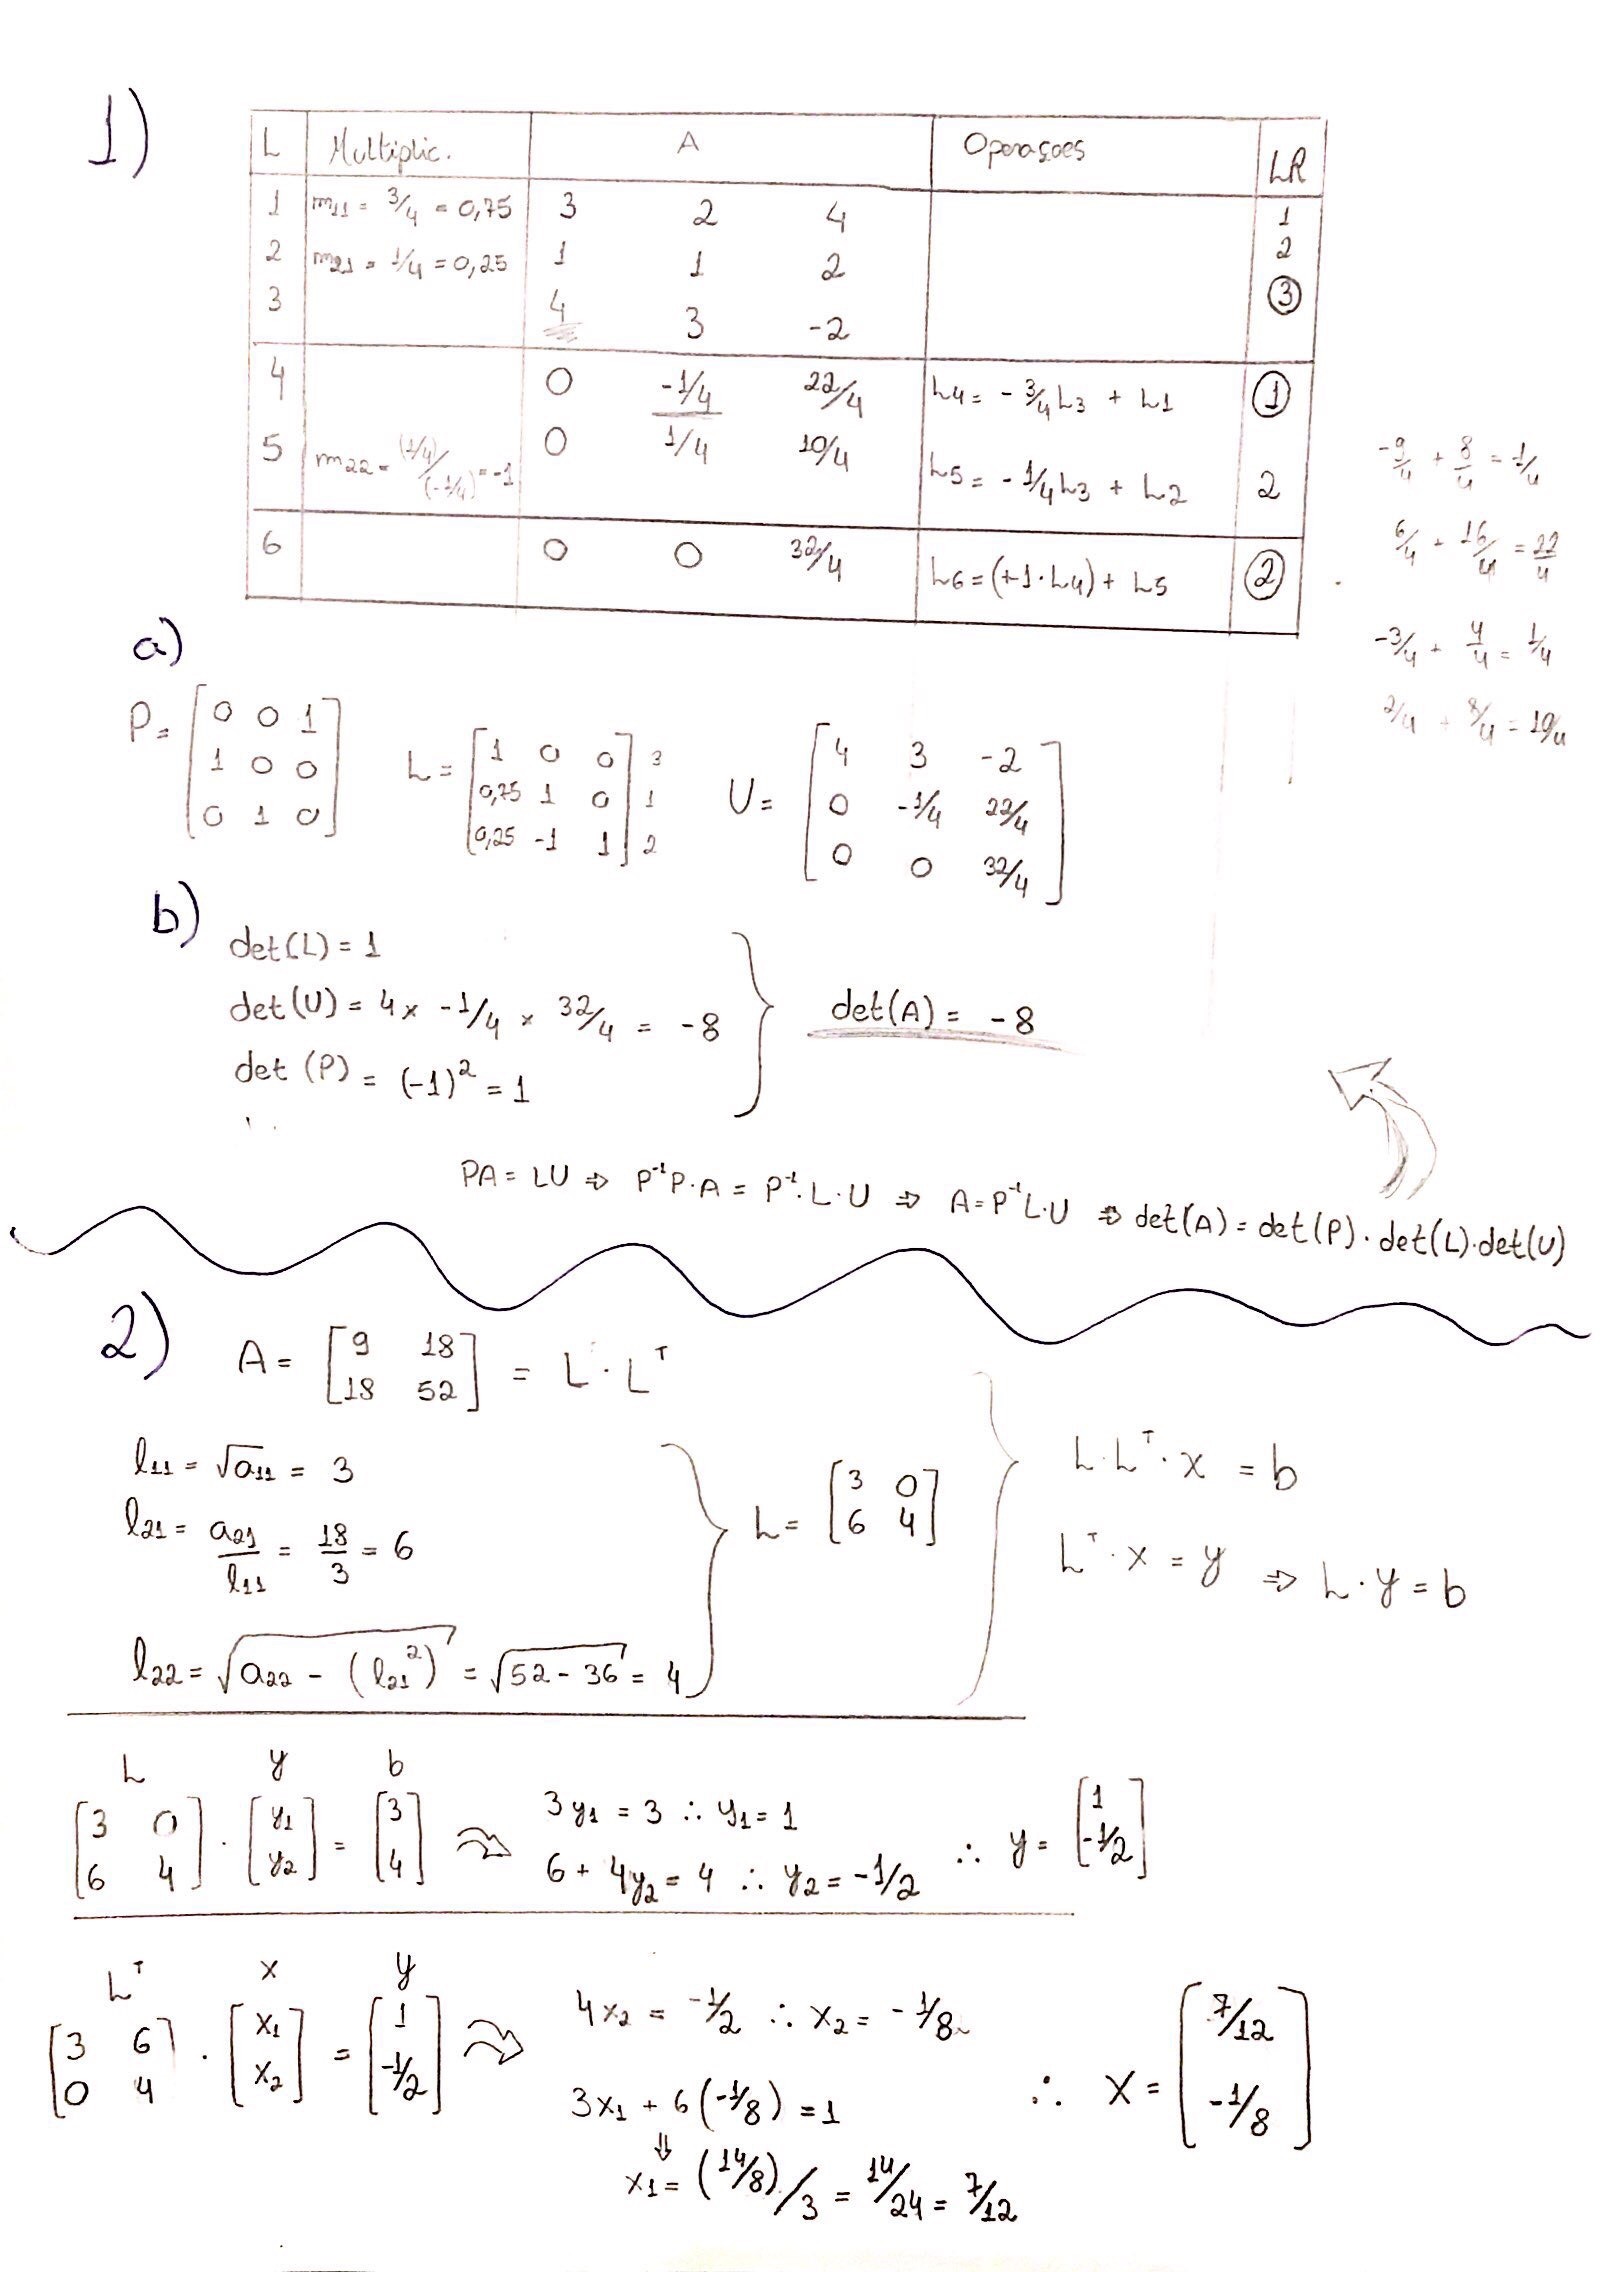 1)
L Multiplic. A Operações LR
1 m11 = 3/4 = 0,75 3 2 4 1
2 m21 = 1/4 = 0,25 1 1 2 2
3 4 3 -2 3
4 0 -1/4 22/4 L4 = - 3/4 L3 + L1 1
5 m22 = (1/4)/(-1/4) = -1 0 1/4 10/4 L5 = - 1/4 L3 + L2 2
6 0 0 32/4 L6 = (+1 · L4) + L5 2
-9/4 + 8/4 = -1/4
6/4 + 16/4 = 22/4
-3/4 + 4/4 = 1/4
2/4 + 8/4 = 10/4
a)
P = [0 0 1
1 0 0
0 1 0]
L = [1 0 0] 3
[0,75 1 0] 1
[0,25 -1 1] 2
U = [4 3 -2
0 -1/4 22/4
0 0 32/4]
b)
det(L) = 1
det(U) = 4 x -1/4 x 32/4 = -8
det (P) = (-1)² = 1
det(A) = -8
PA = LU ⇒ P⁻¹P·A = P⁻¹·L·U ⇒ A = P⁻¹L·U ⇒ det(A) = det(P)·det(L)·det(U)
2)
A = [9 18
18 52] = L · Lᵀ
l11 = √a11 = 3
l21 = a21/l11 = 18/3 = 6
l22 = √(a22 - (l21²)) = √(52 - 36) = 4
L = [3 0
6 4]
L·Lᵀ·x = b
Lᵀ·x = y ⇒ L·y = b
L y b
[3 0] · [y1] = [3] 3y1 = 3 ∴ y1 = 1
[6 4] [y2] [4] 6 + 4y2 = 4 ∴ y2 = -1/2
∴ y = [1
-1/2]
Lᵀ x y
[3 6] · [x1] = [1] 4x2 = -1/2 ∴ x2 = -1/8
[0 4] [x2] [-1/2] 3x1 + 6(-1/8) = 1
⇓
x1 = (14/8)/3 = 14/24 = 7/12
∴ X = [7/12
-1/8]